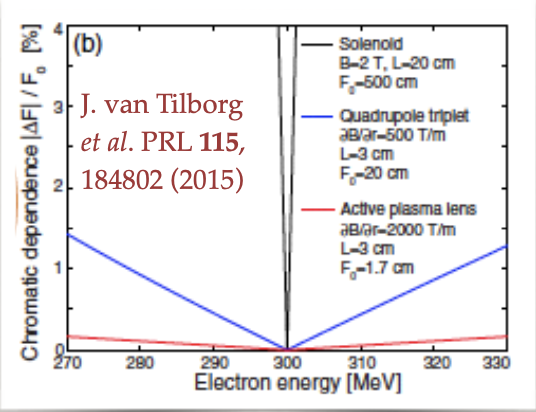 (b)
J. van Tilborg
et al. PRL 115,
184802 (2015)
Solenoid
B=2 T, L=20 cm
F₀=500 cm
Quadrupole triplet
∂B/∂r=500 T/m
L=3 cm
F₀=20 cm
Active plasma lens
∂B/∂r=2000 T/m
L=3 cm
F₀=1.7 cm
Chromatic dependence |ΔF| / F₀ [%]
4
3
2
1
0
270 280 290 300 310 320 330
Electron energy [MeV]